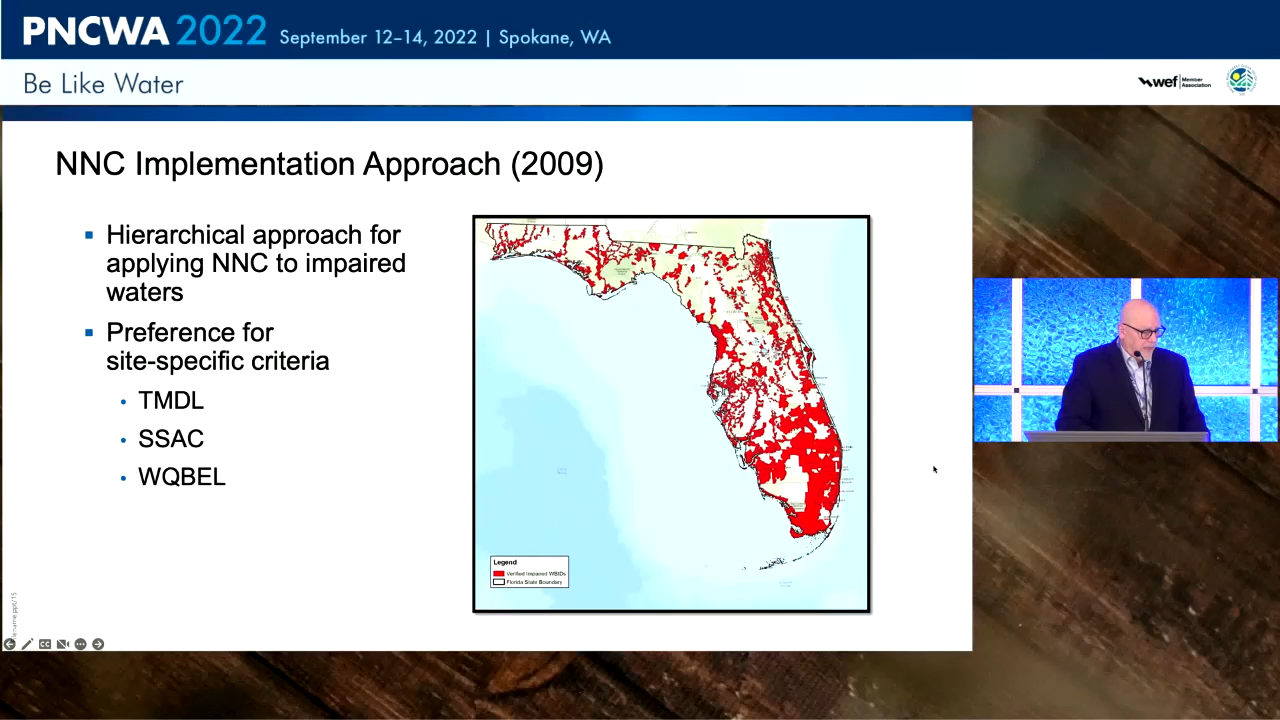 PNCWA 2022 September 12–14, 2022 | Spokane, WA
Be Like Water
wef Member Association
NNC Implementation Approach (2009)
▪ Hierarchical approach for
applying NNC to impaired
waters
▪ Preference for
site-specific criteria
• TMDL
• SSAC
• WQBEL
Legend
Verified Impaired WBIDs
Florida State Boundary